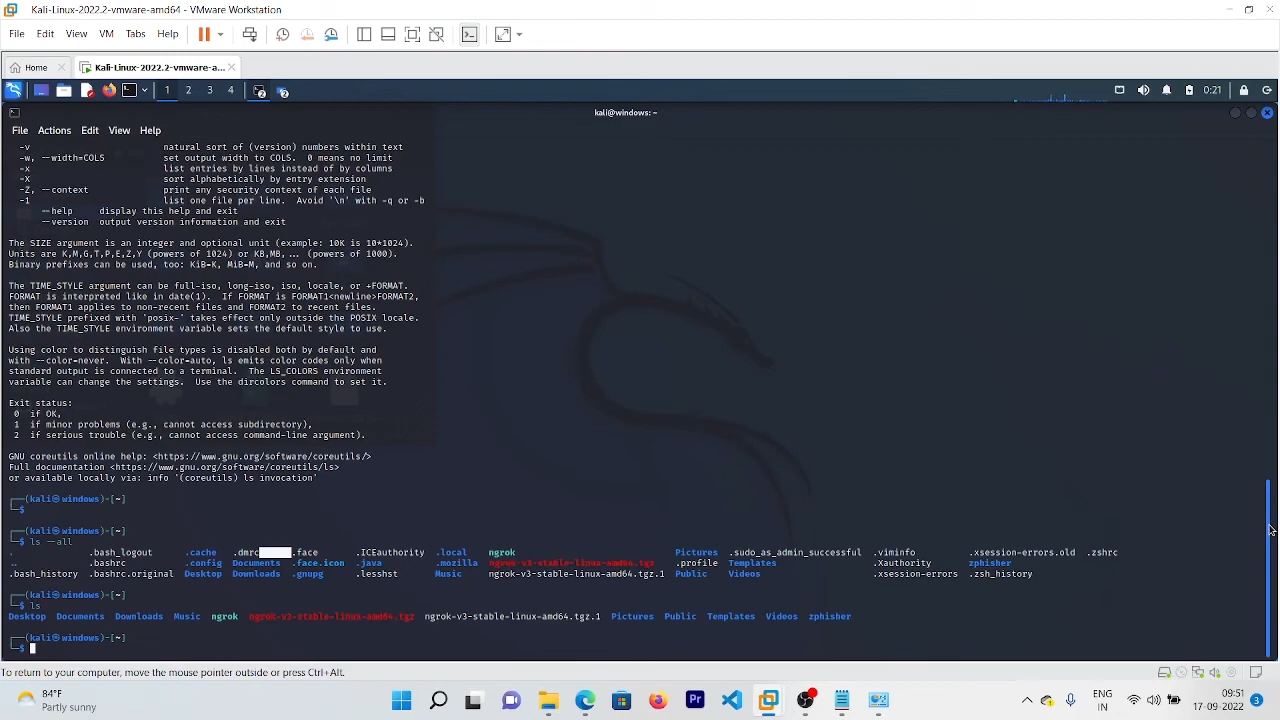 Kali-Linux-2022.2-vmware-amd64
File Edit View VM Tabs Help
Home Kali-Linux-2022.2-vmware-a...
1 2 3 4 0:21
kali@windows: ~
File Actions Edit View Help
-v natural sort of (version) numbers within text
-w, --width=COLS set output width to COLS. 0 means no limit
-x list entries by lines instead of by columns
-X sort alphabetically by entry extension
-Z, --context print any security context of each file
-1 list one file per line. Avoid '\n' with -q or -b
--help display this help and exit
--version output version information and exit
The SIZE argument is an integer and optional unit (example: 10K is 10*1024).
Units are K,M,G,T,P,E,Z,Y (powers of 1024) or KB,MB,... (powers of 1000).
Binary prefixes can be used, too: KiB=K, MiB=M, and so on.
The TIME_STYLE argument can be full-iso, long-iso, iso, locale, or +FORMAT.
FORMAT is interpreted like in date(1). If FORMAT is FORMAT1<newline>FORMAT2,
then FORMAT1 applies to non-recent files and FORMAT2 to recent files.
TIME_STYLE prefixed with 'posix-' takes effect only outside the POSIX locale.
Also the TIME_STYLE environment variable sets the default style to use.
Using color to distinguish file types is disabled both by default and
with --color=never. With --color=auto, ls emits color codes only when
standard output is connected to a terminal. The LS_COLORS environment
variable can change the settings. Use the dircolors command to set it.
Exit status:
0 if OK,
1 if minor problems (e.g., cannot access subdirectory),
2 if serious trouble (e.g., cannot access command-line argument).
GNU coreutils online help: <https://www.gnu.org/software/coreutils/>
Full documentation <https://www.gnu.org/software/coreutils/ls>
or available locally via: info '(coreutils) ls invocation'
(kali㉿windows)-[~]
$
(kali㉿windows)-[~]
$ ls --all
. .bash_logout .cache .dmrc .face .ICEauthority .local ngrok Pictures .sudo_as_admin_successful .viminfo .xsession-errors.old .zshrc
.. .bashrc .config Documents .face.icon .java .mozilla ngrok-v3-stable-linux-amd64.tgz .profile Templates .Xauthority zphisher
.bash_history .bashrc.original Desktop Downloads .gnupg .lesshst Music ngrok-v3-stable-linux-amd64.tgz.1 Public Videos .xsession-errors .zsh_history
(kali㉿windows)-[~]
$ ls
Desktop Documents Downloads Music ngrok ngrok-v3-stable-linux-amd64.tgz ngrok-v3-stable-linux-amd64.tgz.1 Pictures Public Templates Videos zphisher
(kali㉿windows)-[~]
$
To return to your computer, move the mouse pointer outside or press Ctrl+Alt.
84°F
Partly sunny
Pr
ENG
IN
09:51
17-09-2022
3